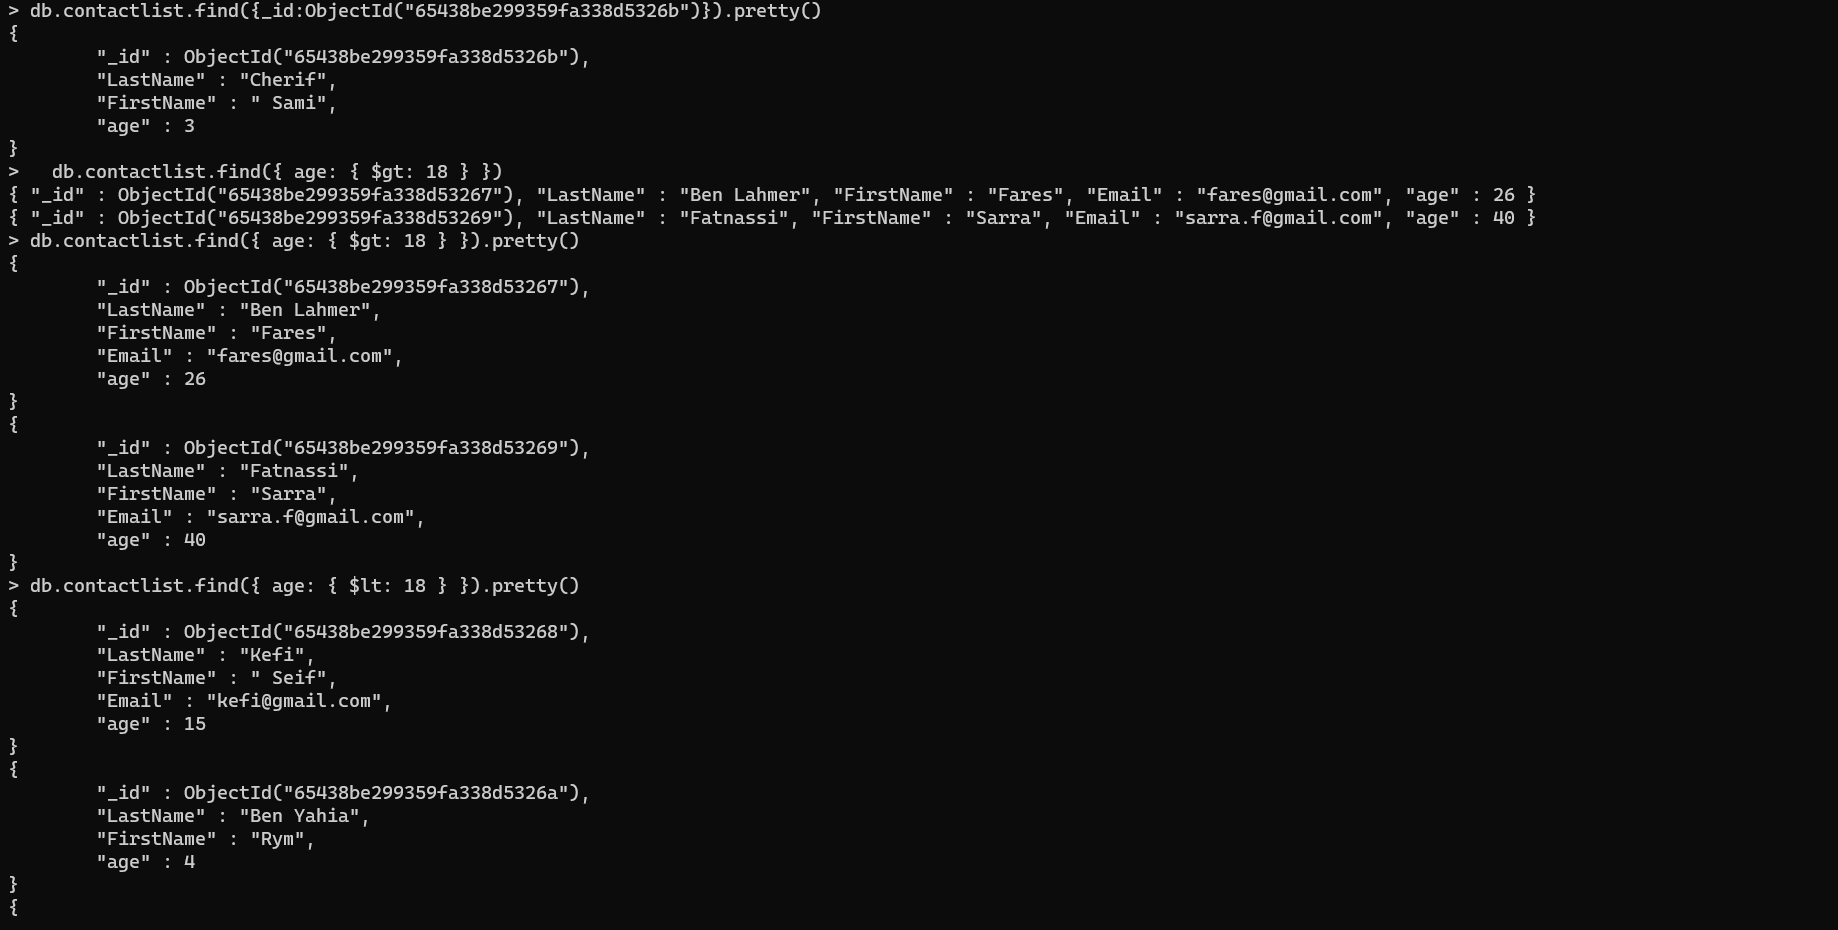 > db.contactlist.find({_id:ObjectId("65438be299359fa338d5326b")}).pretty()
{
        "_id" : ObjectId("65438be299359fa338d5326b"),
        "LastName" : "Cherif",
        "FirstName" : " Sami",
        "age" : 3
}
>   db.contactlist.find({ age: { $gt: 18 } })
{ "_id" : ObjectId("65438be299359fa338d53267"), "LastName" : "Ben Lahmer", "FirstName" : "Fares", "Email" : "fares@gmail.com", "age" : 26 }
{ "_id" : ObjectId("65438be299359fa338d53269"), "LastName" : "Fatnassi", "FirstName" : "Sarra", "Email" : "sarra.f@gmail.com", "age" : 40 }
> db.contactlist.find({ age: { $gt: 18 } }).pretty()
{
        "_id" : ObjectId("65438be299359fa338d53267"),
        "LastName" : "Ben Lahmer",
        "FirstName" : "Fares",
        "Email" : "fares@gmail.com",
        "age" : 26
}
{
        "_id" : ObjectId("65438be299359fa338d53269"),
        "LastName" : "Fatnassi",
        "FirstName" : "Sarra",
        "Email" : "sarra.f@gmail.com",
        "age" : 40
}
> db.contactlist.find({ age: { $lt: 18 } }).pretty()
{
        "_id" : ObjectId("65438be299359fa338d53268"),
        "LastName" : "Kefi",
        "FirstName" : " Seif",
        "Email" : "kefi@gmail.com",
        "age" : 15
}
{
        "_id" : ObjectId("65438be299359fa338d5326a"),
        "LastName" : "Ben Yahia",
        "FirstName" : "Rym",
        "age" : 4
}
{